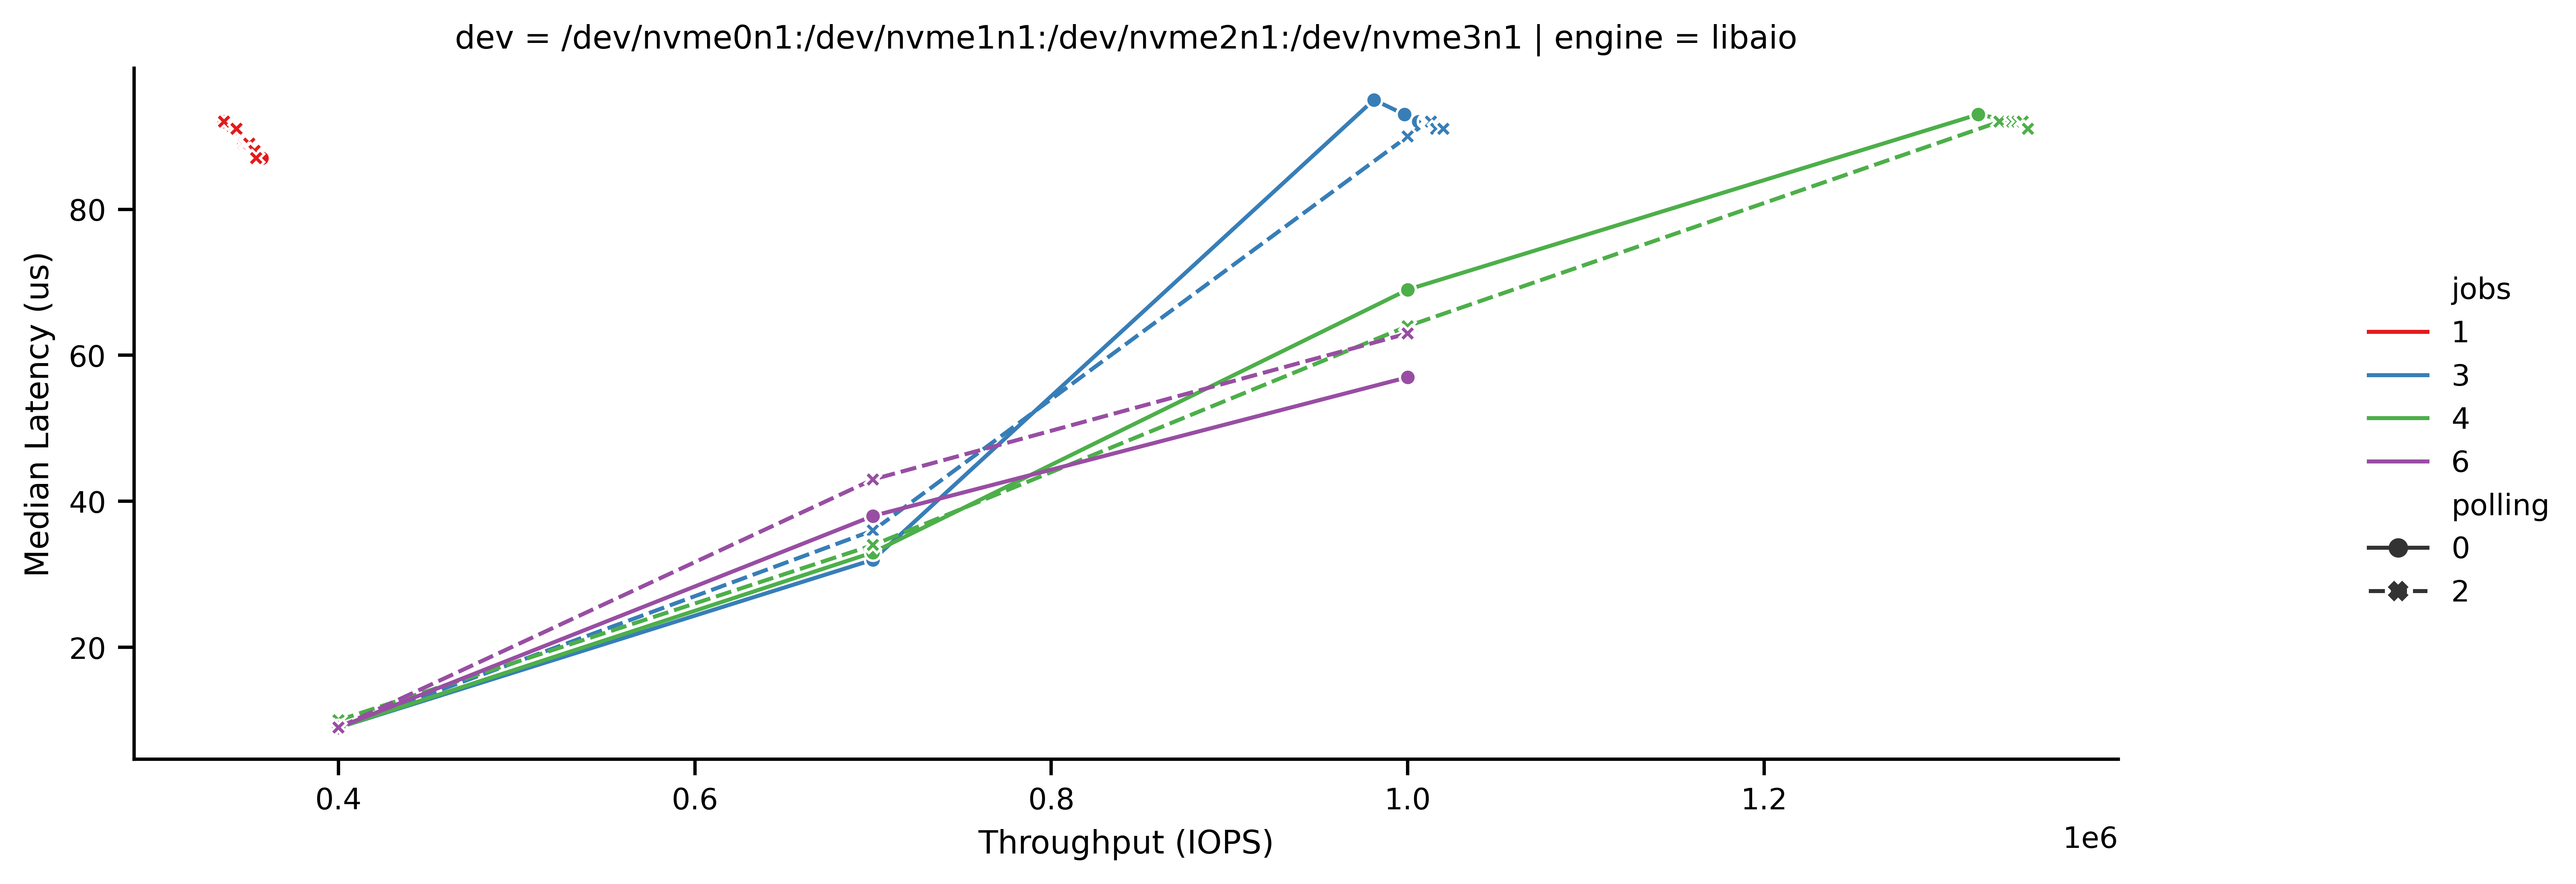 dev = /dev/nvme0n1:/dev/nvme1n1:/dev/nvme2n1:/dev/nvme3n1 | engine = libaio
Median Latency (us)
80
60
40
20
0.4 0.6 0.8 1.0 1.2
1e6
Throughput (IOPS)
jobs
1
3
4
6
polling
0
2